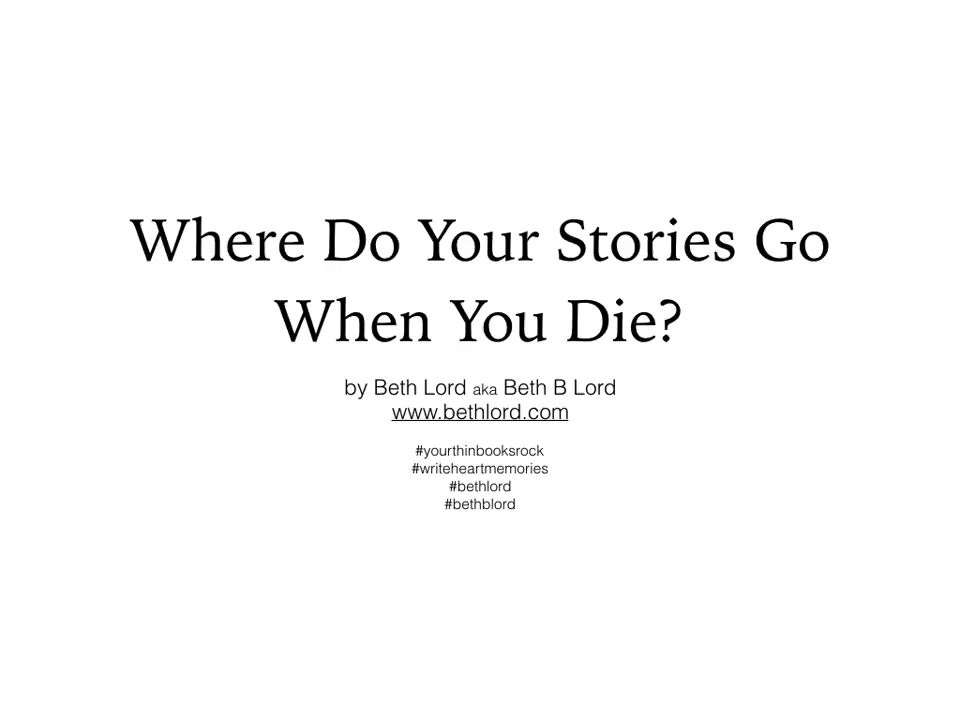 Where Do Your Stories Go
When You Die?
by Beth Lord aka Beth B Lord
www.bethlord.com
#yourthinbooksrock
#writeheartmemories
#bethlord
#bethblord